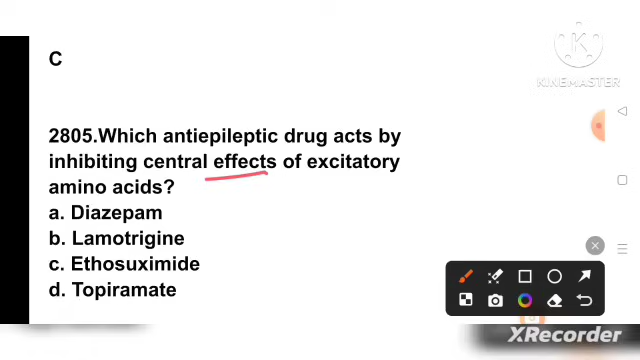 C
KINEMASTER
2805.Which antiepileptic drug acts by
inhibiting central effects of excitatory
amino acids?
a. Diazepam
b. Lamotrigine
c. Ethosuximide
d. Topiramate
XRecorder